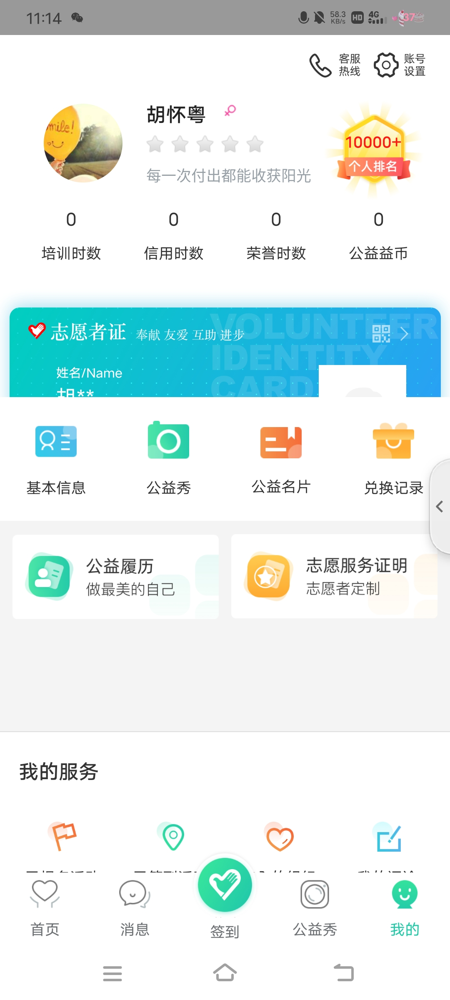 11:14
58.3
KB/s
HD
4G
37
客服
热线
账号
设置
mile!
胡怀粤
10000+
个人排名
每一次付出都能收获阳光
0 0 0 0
培训时数 信用时数 荣誉时数 公益益币
VOLUNTEER
IDENTITY
CARD
志愿者证 奉献 友爱 互助 进步
姓名/Name
胡**
基本信息 公益秀 公益名片 兑换记录
公益履历
做最美的自己
志愿服务证明
志愿者定制
我的服务
首页 消息 签到 公益秀 我的